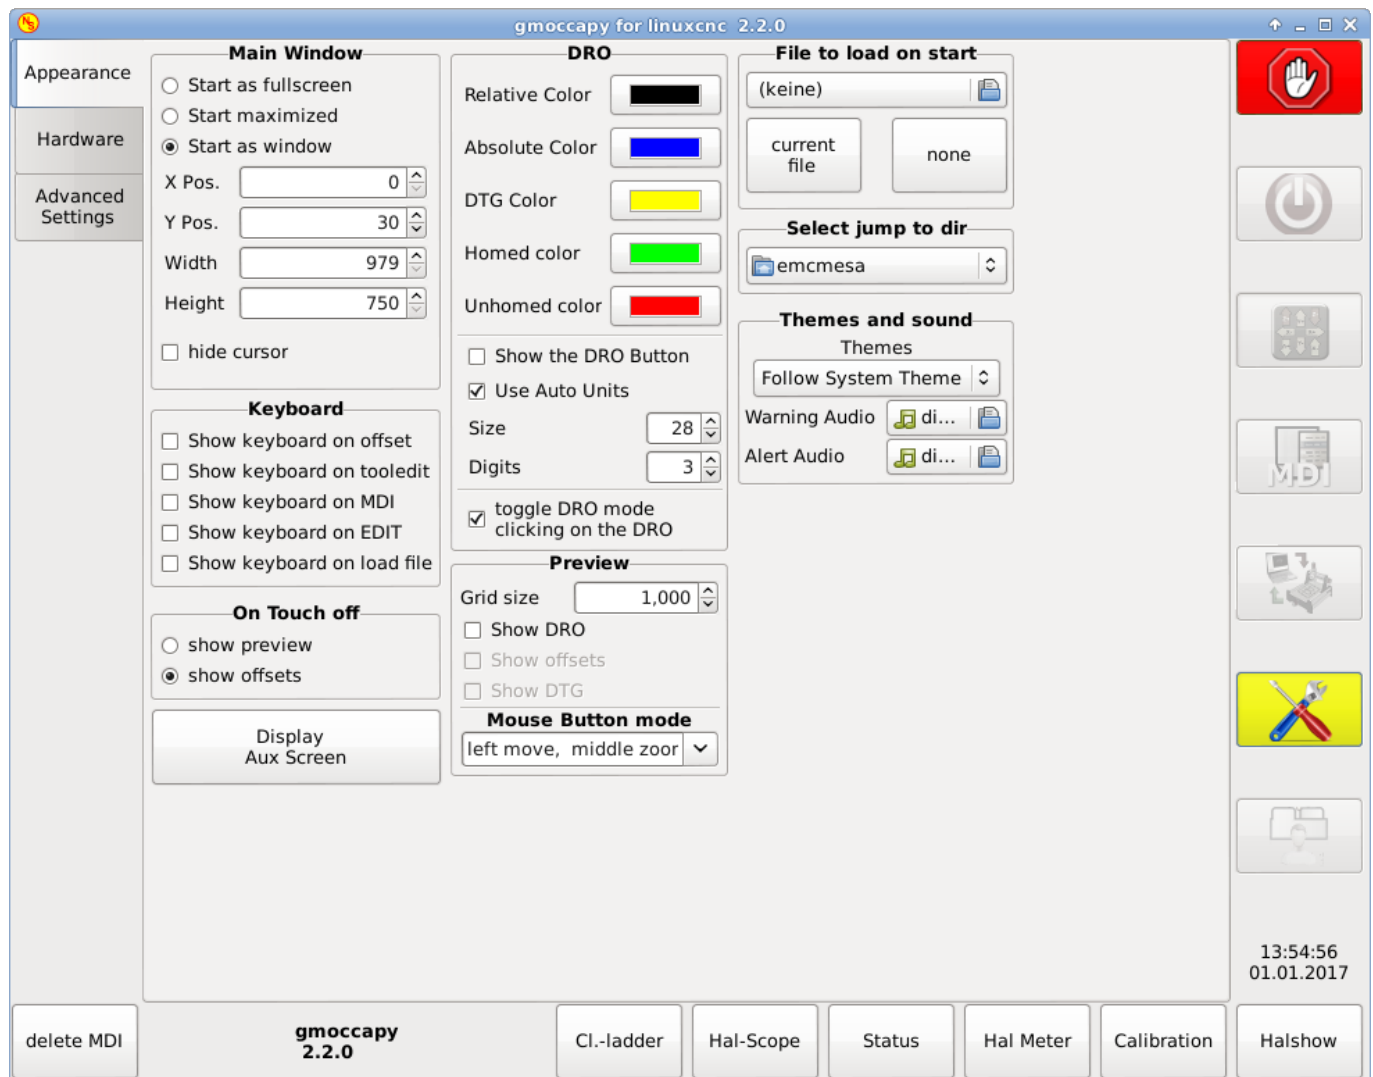 gmoccapy for linuxcnc 2.2.0
Appearance
Hardware
Advanced
Settings
Main Window
Start as fullscreen
Start maximized
Start as window
X Pos. 0
Y Pos. 30
Width 979
Height 750
hide cursor
Keyboard
Show keyboard on offset
Show keyboard on tooledit
Show keyboard on MDI
Show keyboard on EDIT
Show keyboard on load file
On Touch off
show preview
show offsets
Display
Aux Screen
DRO
Relative Color
Absolute Color
DTG Color
Homed color
Unhomed color
Show the DRO Button
Use Auto Units
Size 28
Digits 3
toggle DRO mode
clicking on the DRO
Preview
Grid size 1,000
Show DRO
Show offsets
Show DTG
Mouse Button mode
left move, middle zoor
File to load on start
(keine)
current
file
none
Select jump to dir
emcmesa
Themes and sound
Themes
Follow System Theme
Warning Audio di...
Alert Audio di...
MDI
13:54:56
01.01.2017
delete MDI
gmoccapy
2.2.0
Cl.-ladder
Hal-Scope
Status
Hal Meter
Calibration
Halshow